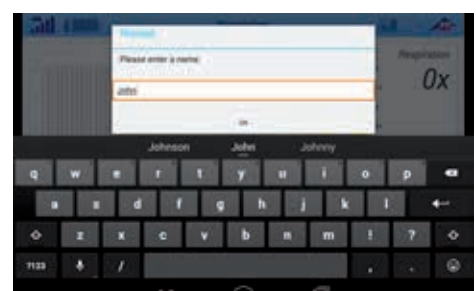 Respiration
Please enter a name:
0x
John
OK
Johnson John Johnny
q w e r t y u i o p
a s d f g h j k l
z x c v b n m ! ?
?123 / , .